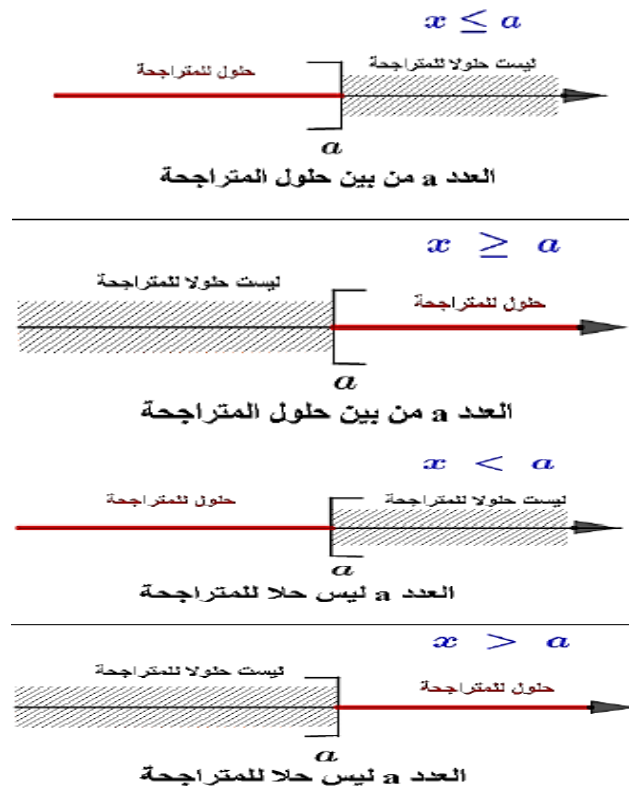 x ≤ a
حلول للمتراجحة ليست حلولا للمتراجحة
a
العدد a من بين حلول المتراجحة
x ≥ a
ليست حلولا للمتراجحة حلول للمتراجحة
a
العدد a من بين حلول المتراجحة
x < a
حلول للمتراجحة ليست حلولا للمتراجحة
a
العدد a ليس حلا للمتراجحة
x > a
ليست حلولا للمتراجحة حلول للمتراجحة
a
العدد a ليس حلا للمتراجحة